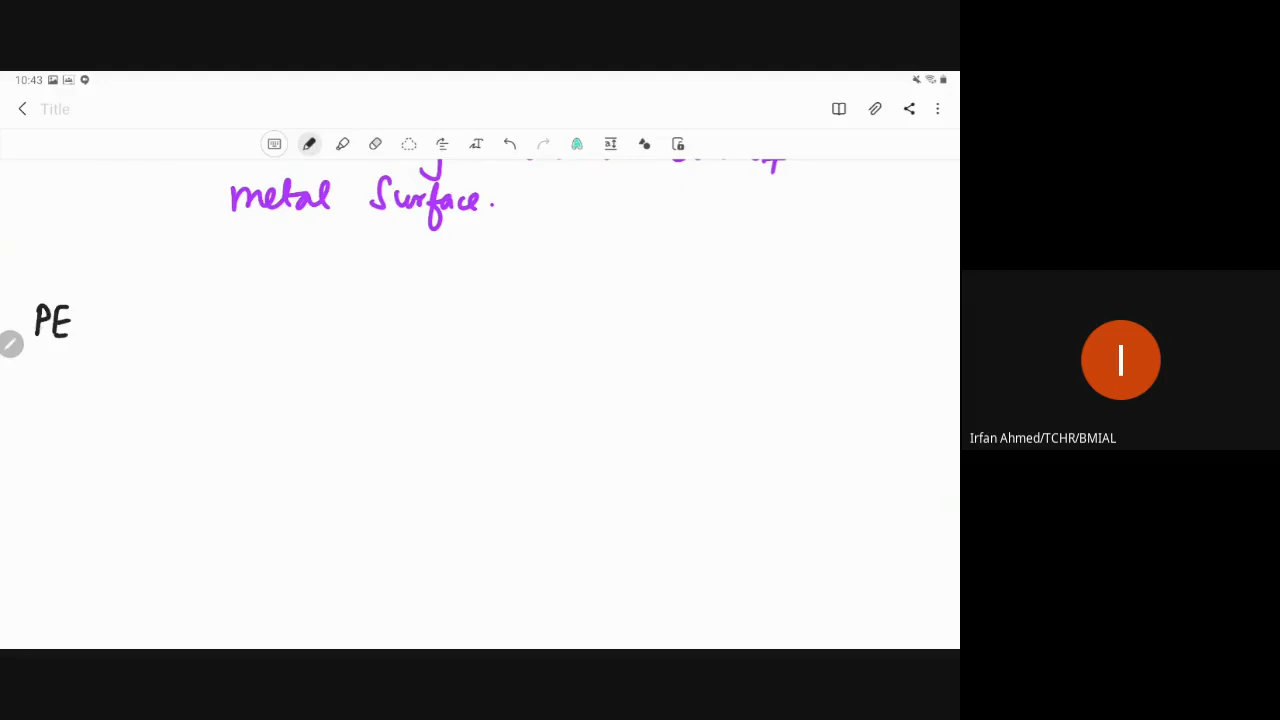 10:43
Title
metal Surface.
PE
I
Irfan Ahmed/TCHR/BMIAL